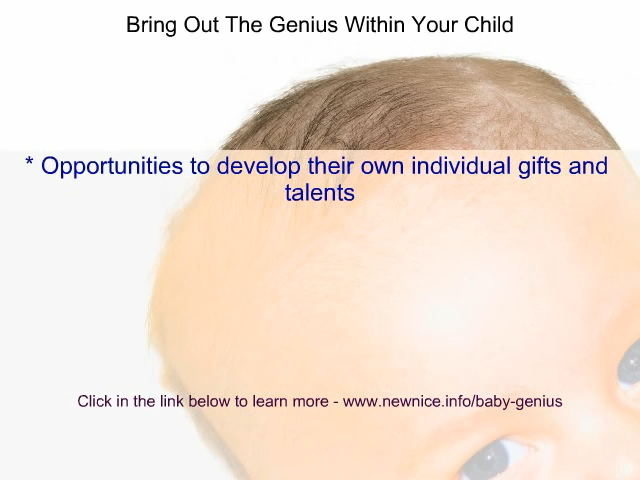 Bring Out The Genius Within Your Child
* Opportunities to develop their own individual gifts and
talents
Click in the link below to learn more - www.newnice.info/baby-genius